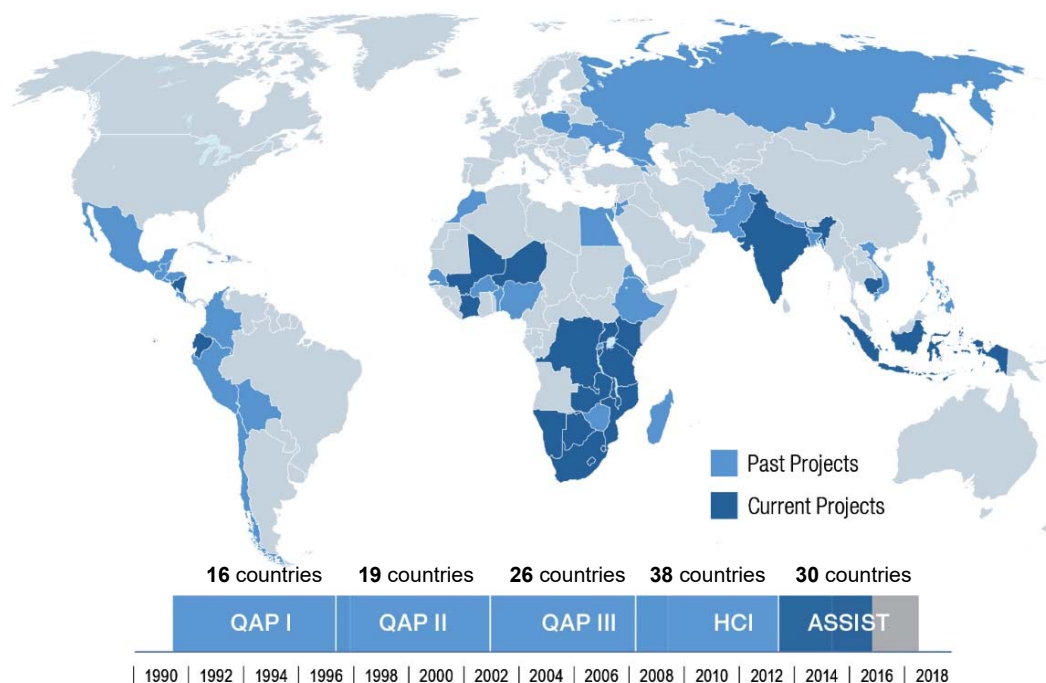 Past Projects
Current Projects
16 countries 19 countries 26 countries 38 countries 30 countries
QAP I QAP II QAP III HCI ASSIST
1990 1992 1994 1996 1998 2000 2002 2004 2006 2008 2010 2012 2014 2016 2018